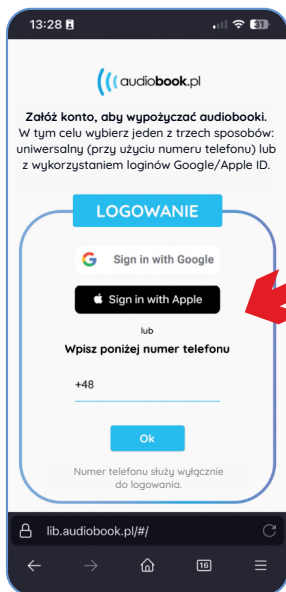 13:28
31
audiobook.pl
Załóż konto, aby wypożyczać audiobooki.
W tym celu wybierz jeden z trzech sposobów:
uniwersalny (przy użyciu numeru telefonu) lub
z wykorzystaniem loginów Google/Apple ID.
LOGOWANIE
Sign in with Google
Sign in with Apple
lub
Wpisz poniżej numer telefonu
+48
Ok
Numer telefonu służy wyłącznie
do logowania.
lib.audiobook.pl/#/
16